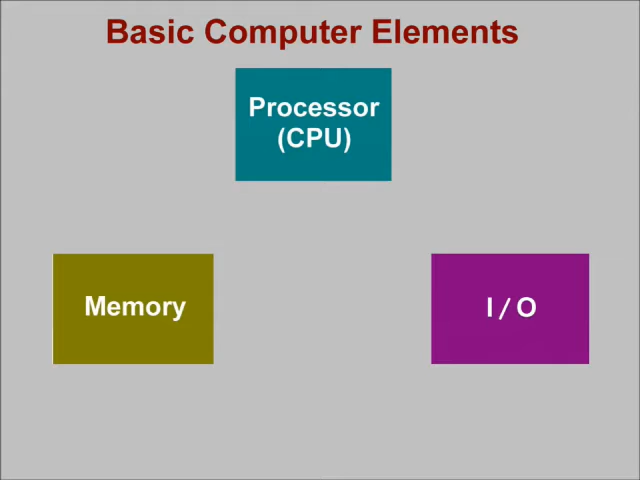 Basic Computer Elements
Processor
(CPU)
Memory
I / O